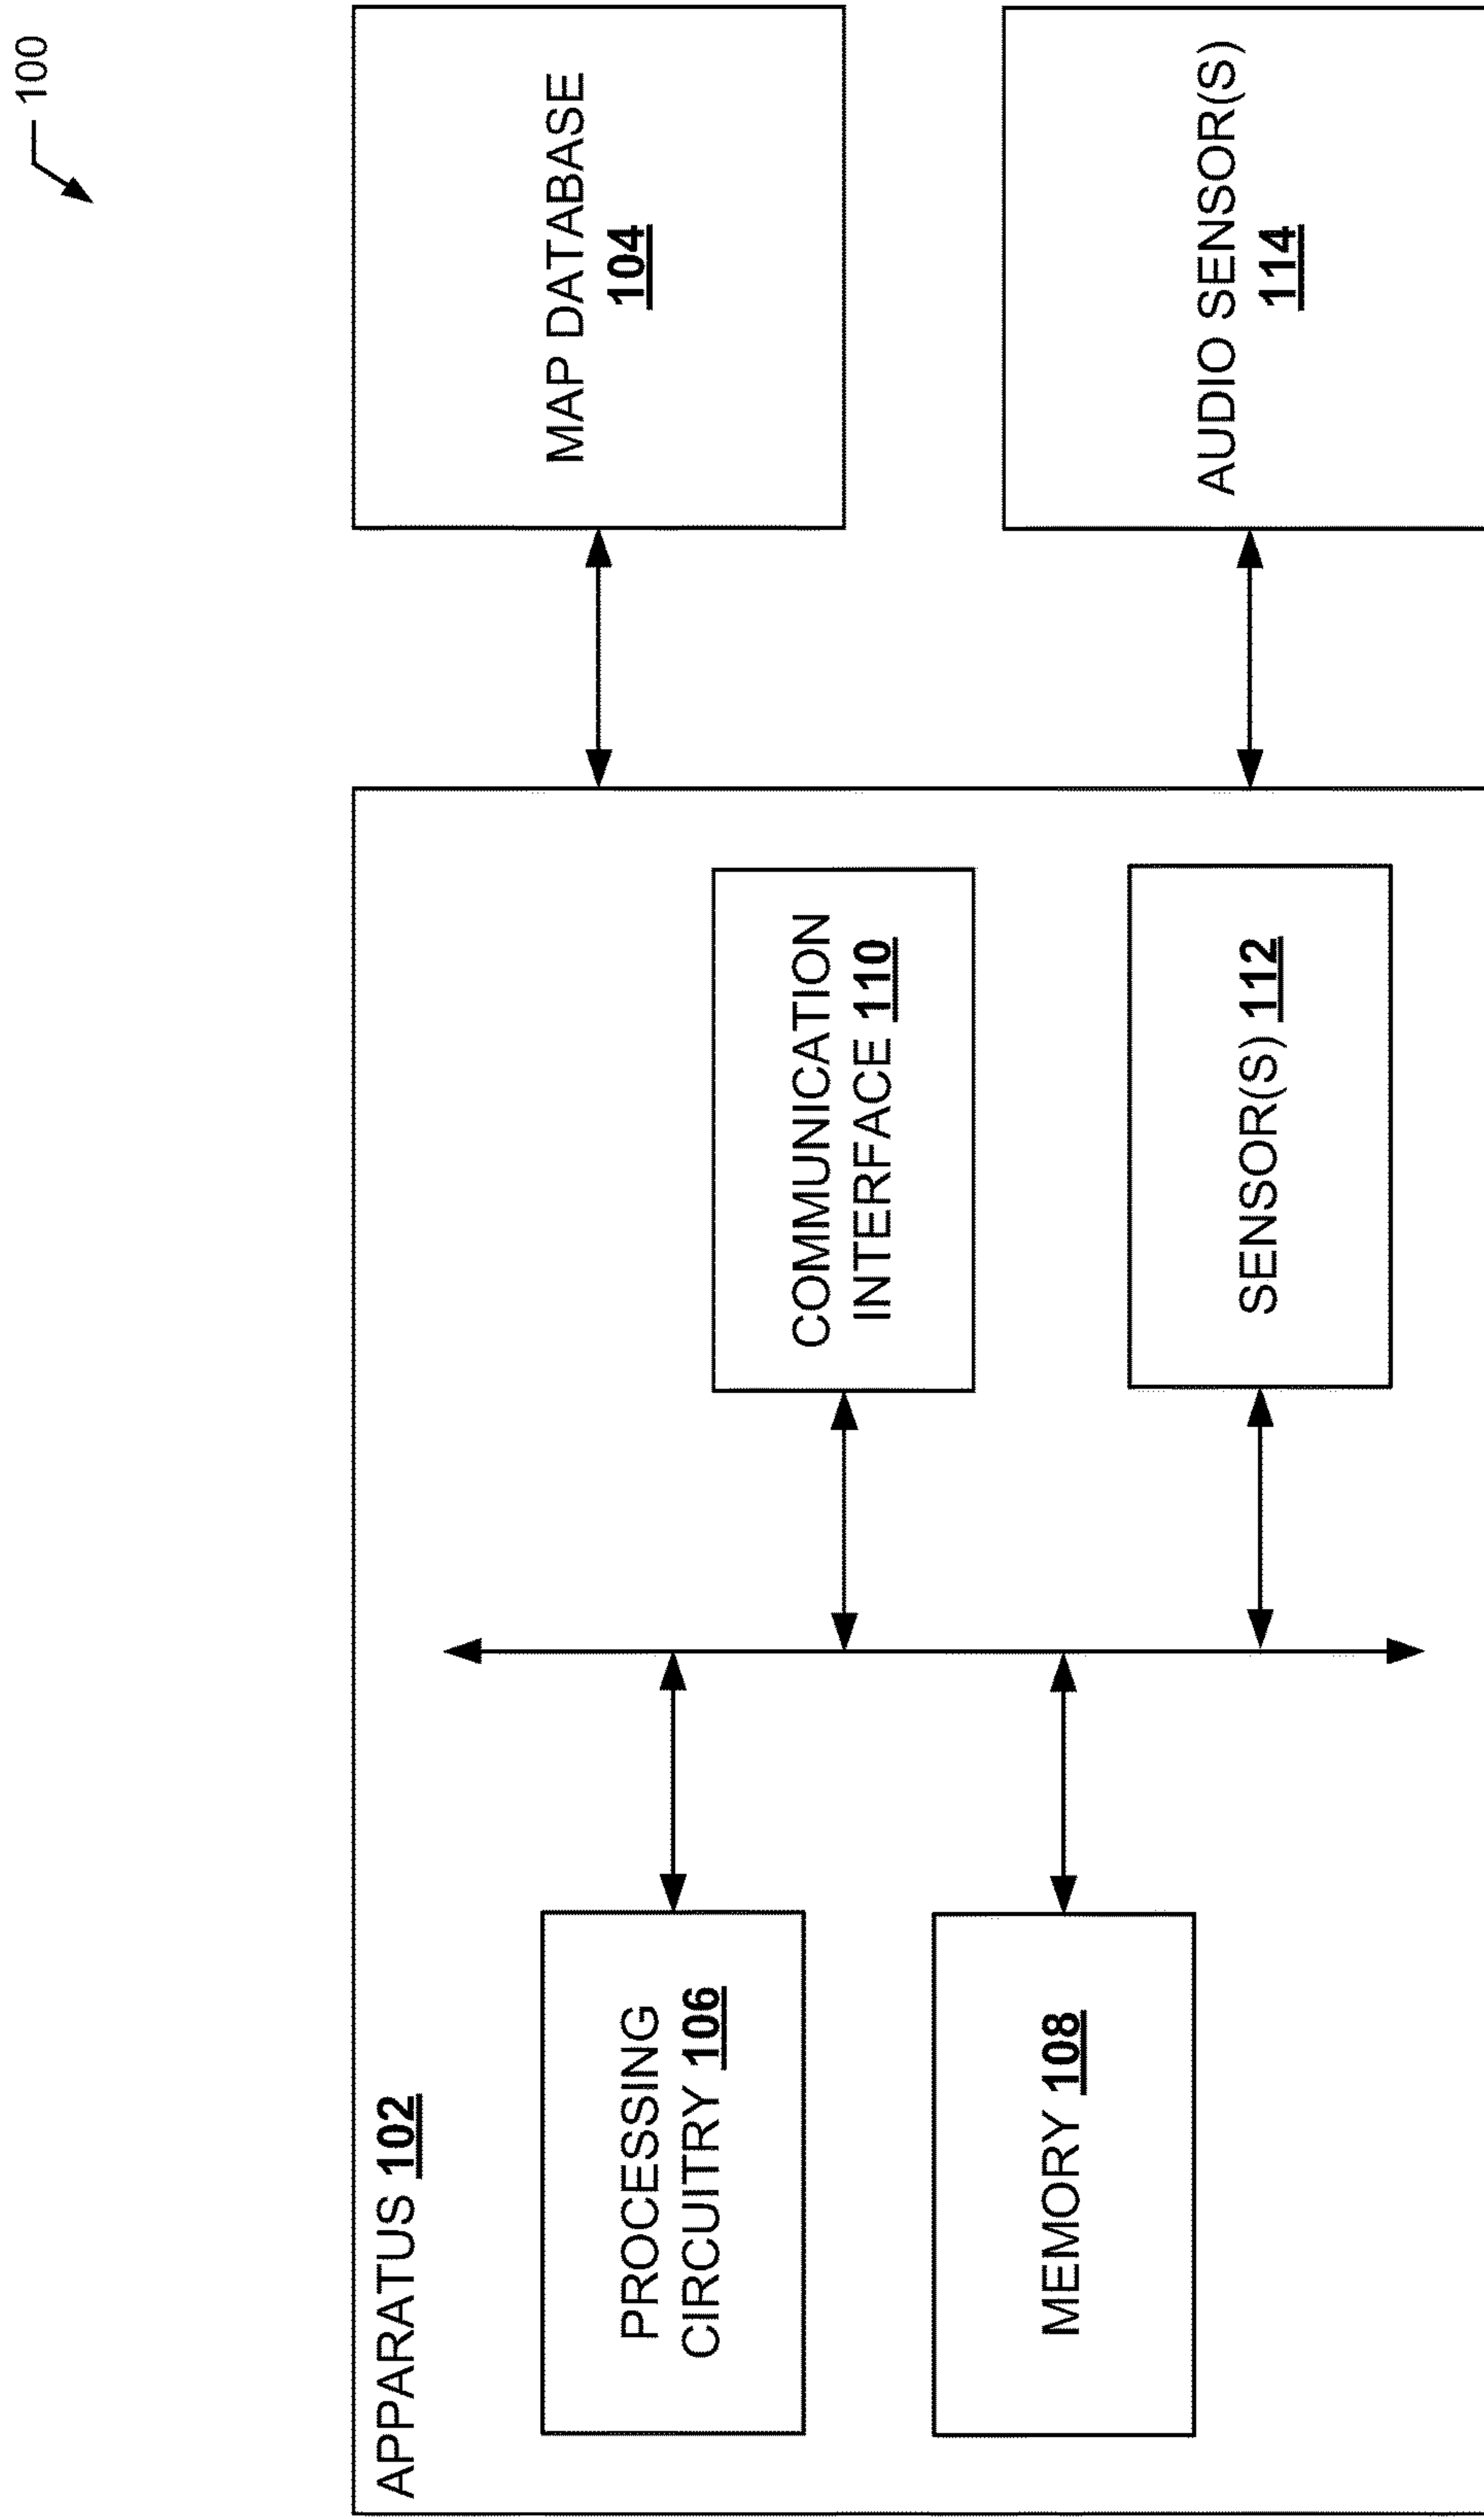 100
APPARATUS 102
PROCESSING
CIRCUITRY 106
COMMUNICATION
INTERFACE 110
MAP DATABASE
104
MEMORY 108
SENSOR(S) 112
AUDIO SENSOR(S)
114